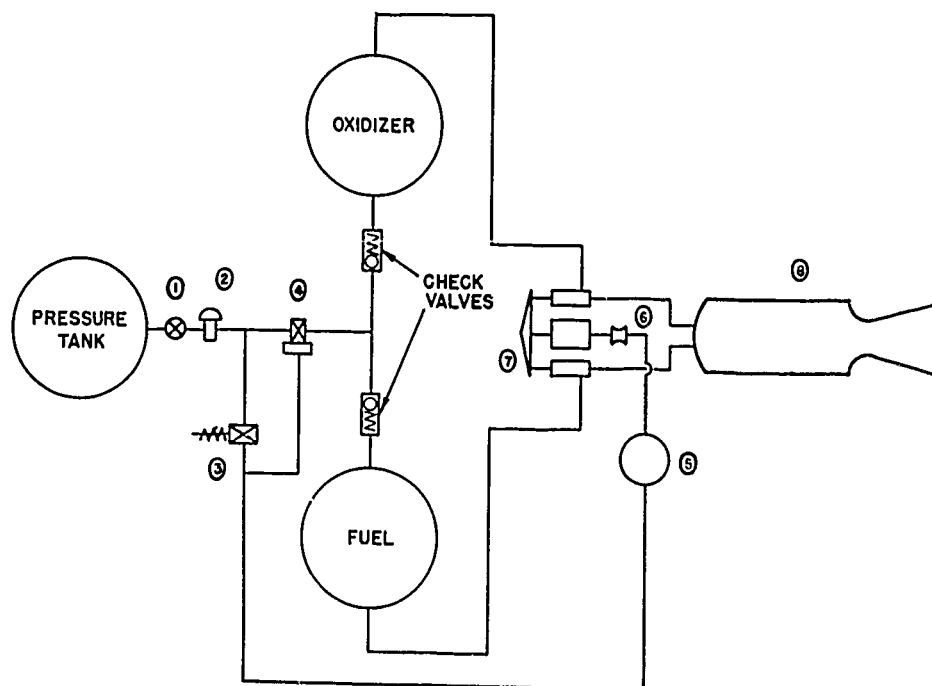 OXIDIZER
PRESSURE
TANK
CHECK
VALVES
FUEL
1
2
3
4
5
6
7
8